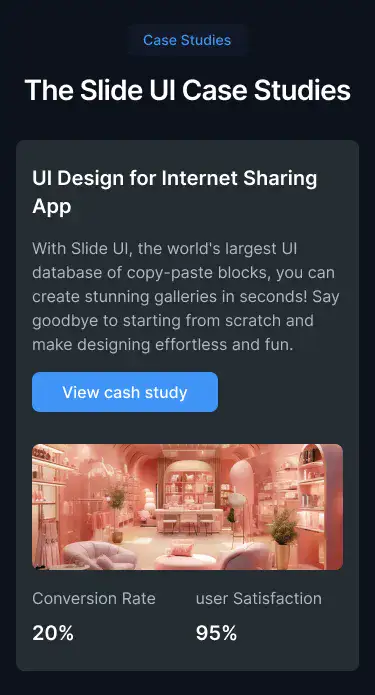 Case Studies
The Slide UI Case Studies
UI Design for Internet Sharing
App
With Slide UI, the world's largest UI
database of copy-paste blocks, you can
create stunning galleries in seconds! Say
goodbye to starting from scratch and
make designing effortless and fun.
View cash study
Conversion Rate
user Satisfaction
20%
95%